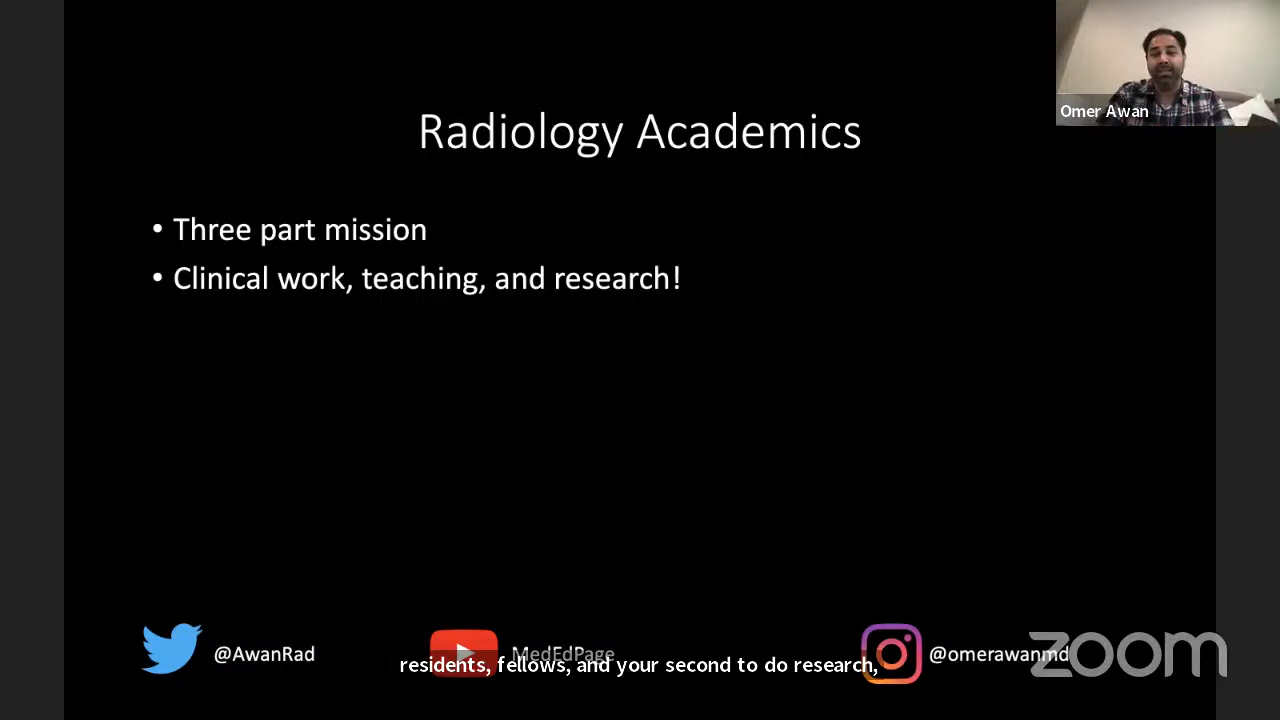 Omer Awan
Radiology Academics
• Three part mission
• Clinical work, teaching, and research!
@AwanRad
MedEdPage
@omerawanmd
zoom
residents, fellows, and your second to do research,